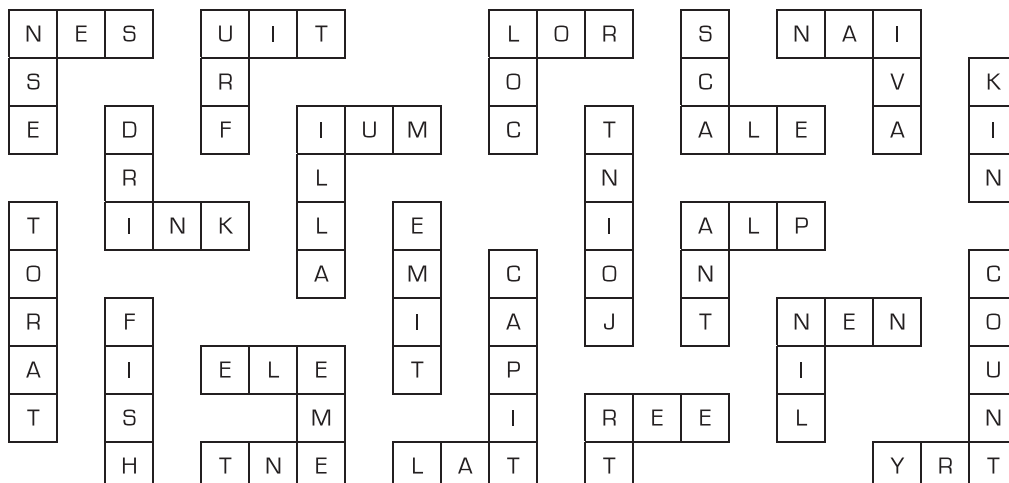 N E S U I T L O R S N A I
S R O C V K
E D F I U M C T A L E A I
R L N N
T I N K L E I A L P
O A M C O N C
R F I A J T N E N O
A I E L E T P I U
T S M I R E E L N
H T N E L A T T Y R T